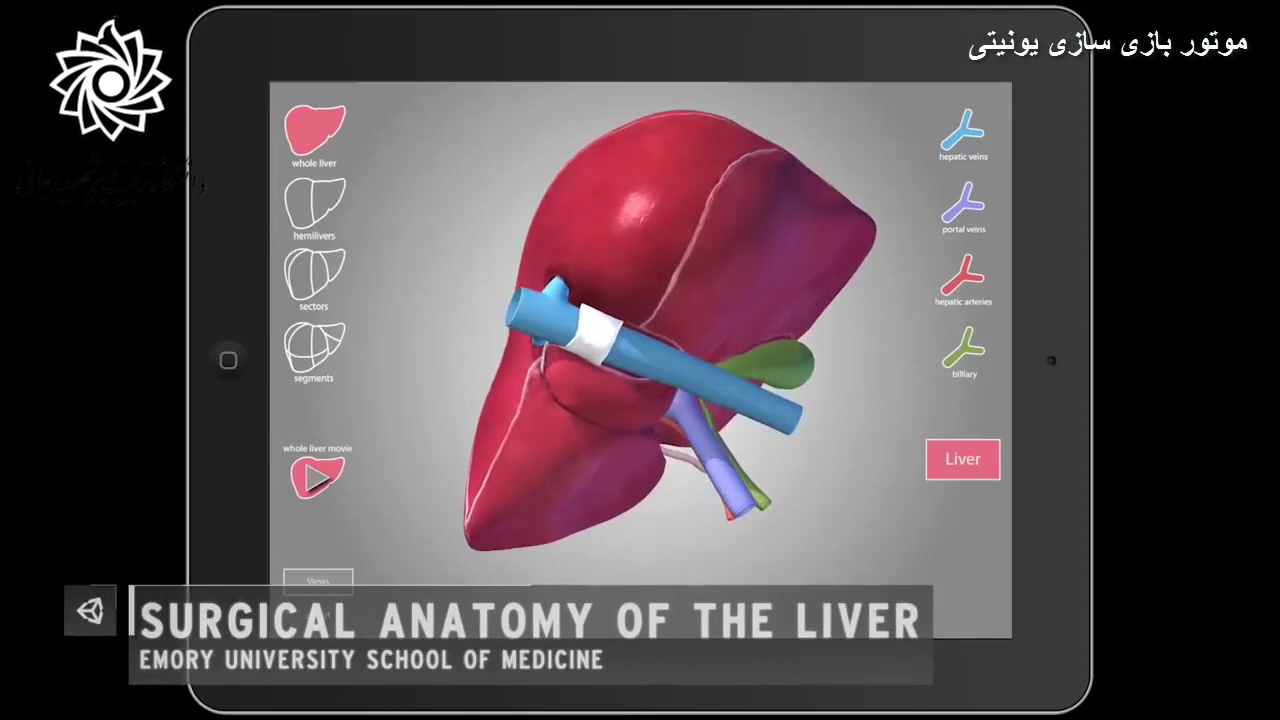 موتور بازی سازی یونیتی
whole liver
hemilivers
sectors
segments
whole liver movie
Views
hepatic veins
portal veins
hepatic arteries
billiary
Liver
SURGICAL ANATOMY OF THE LIVER
EMORY UNIVERSITY SCHOOL OF MEDICINE